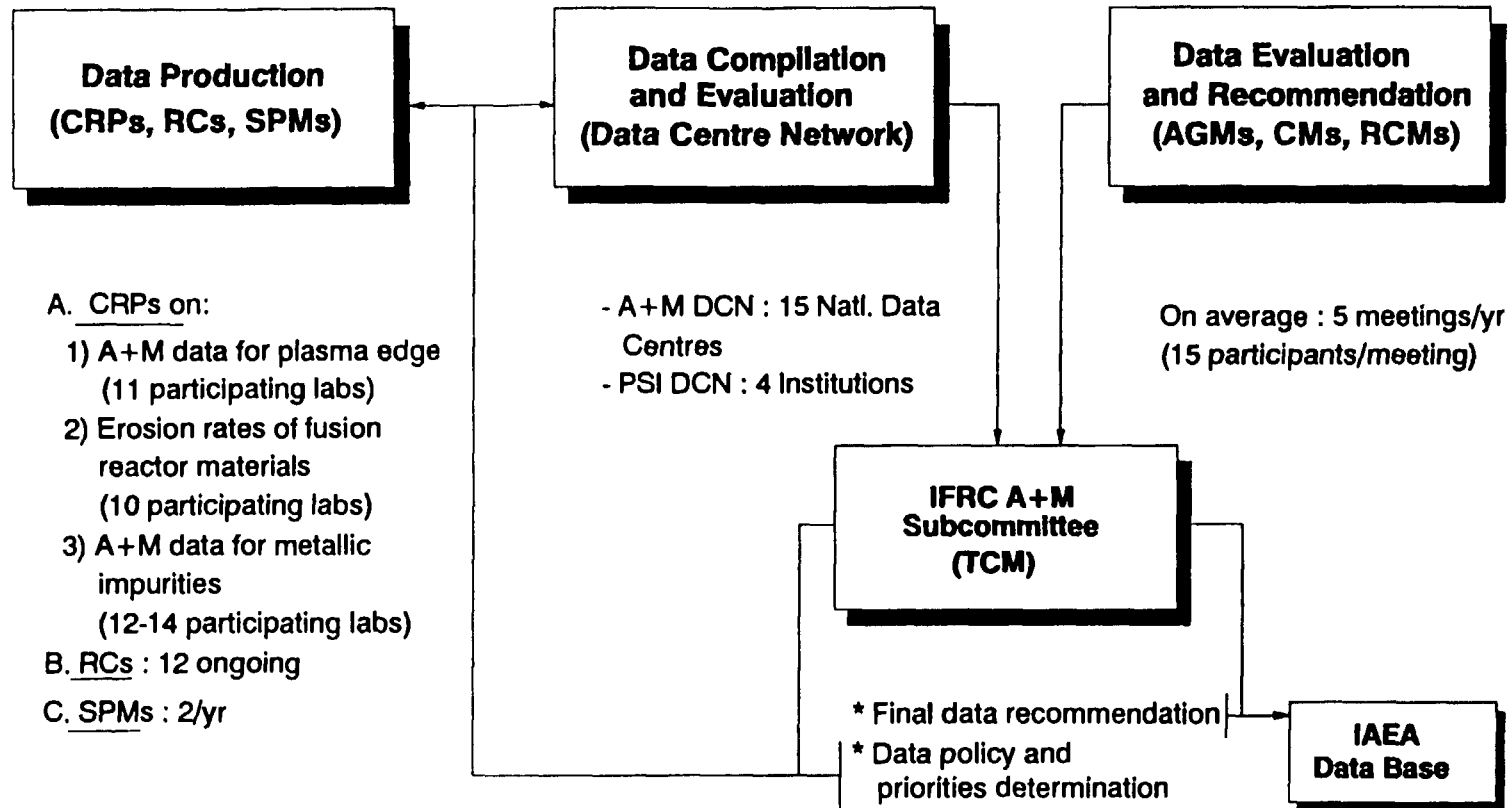 Data Production
(CRPs, RCs, SPMs)
Data Compilation
and Evaluation
(Data Centre Network)
Data Evaluation
and Recommendation
(AGMs, CMs, RCMs)
A. CRPs on:
1) A+M data for plasma edge
(11 participating labs)
2) Erosion rates of fusion
reactor materials
(10 participating labs)
3) A+M data for metallic
impurities
(12-14 participating labs)
B. RCs : 12 ongoing
C. SPMs : 2/yr
- A+M DCN : 15 Natl. Data
Centres
- PSI DCN : 4 Institutions
On average : 5 meetings/yr
(15 participants/meeting)
IFRC A+M
Subcommittee
(TCM)
* Final data recommendation
* Data policy and
priorities determination
IAEA
Data Base